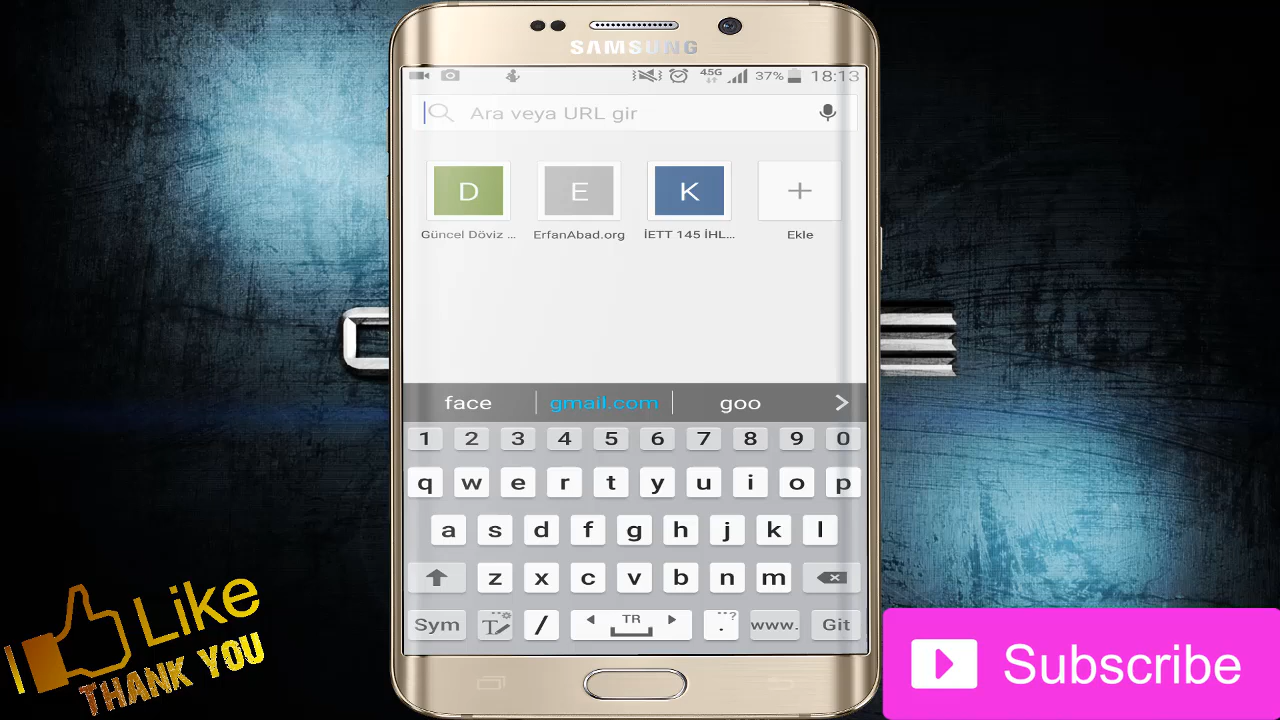 SAMSUNG
4.5G 37% 18:13
Ara veya URL gir
D E K +
Güncel Döviz ... ErfanAbad.org İETT 145 İHL... Ekle
face gmail.com goo
1 2 3 4 5 6 7 8 9 0
q w e r t y u i o p
a s d f g h j k l
z x c v b n m
Sym T / TR . ? www. Git
Like
THANK YOU
Subscribe